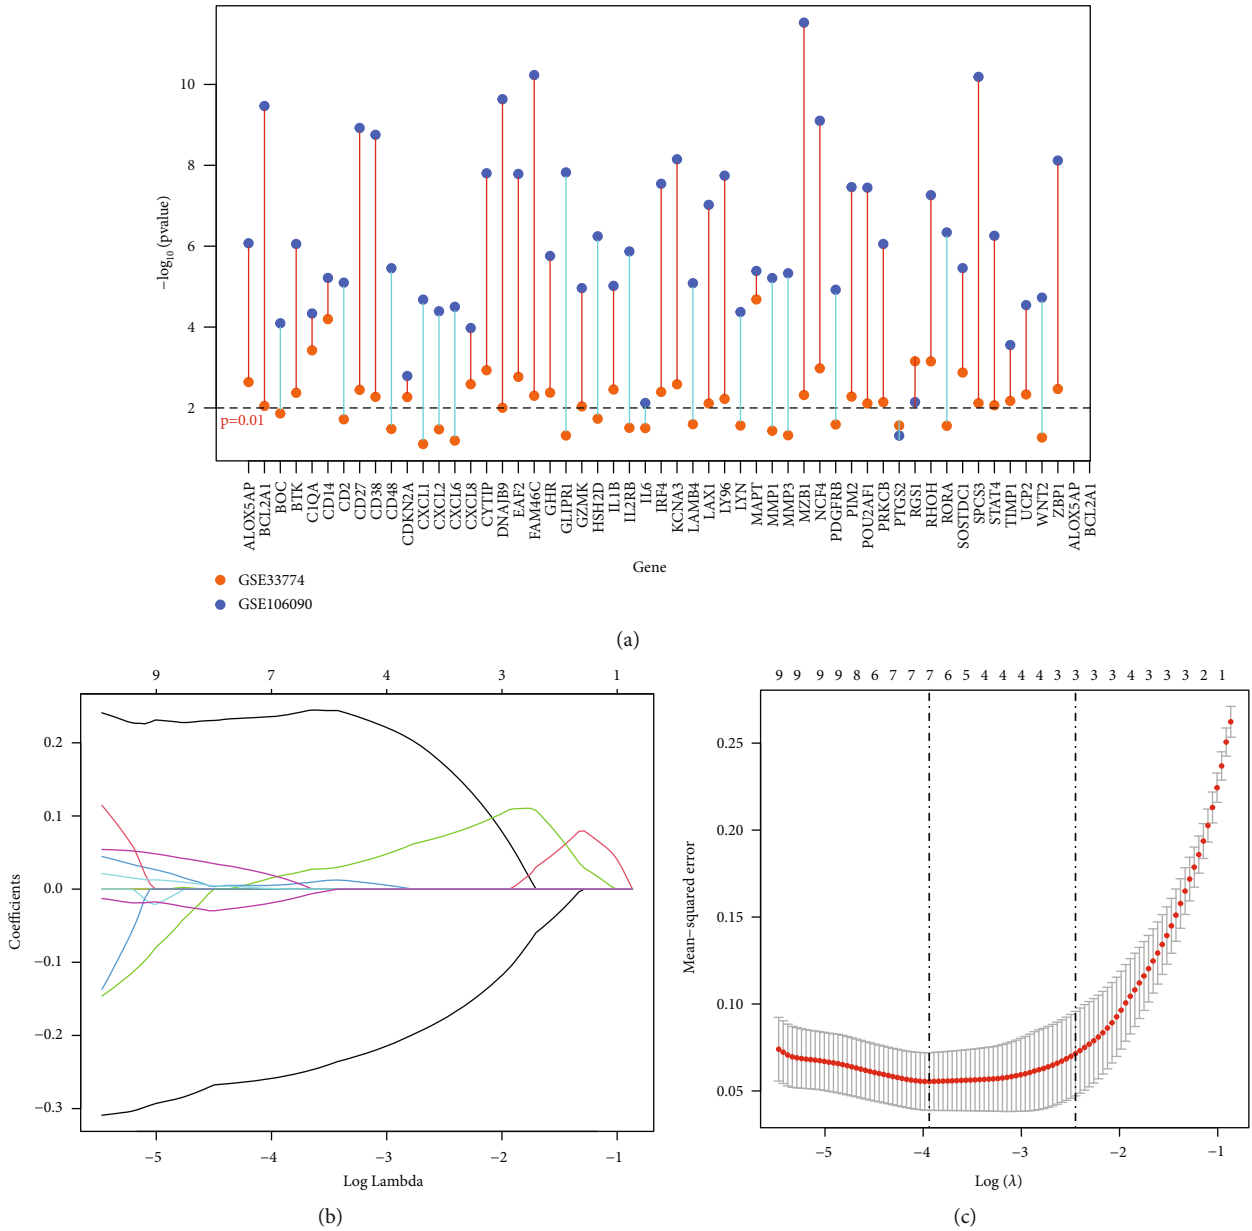 10
8
6
4
2
−log10 (pvalue)
p=0.01
ALOX5AP
BCL2A1
BOC
BTK
C1QA
CD14
CD2
CD27
CD38
CD48
CDKN2A
CXCL1
CXCL2
CXCL6
CXCL8
CYTIP
DNAJB9
EAF2
FAM46C
GHR
GLIPR1
GZMK
HSH2D
IL1B
IL2RB
IL6
IRF4
KCNA3
LAMB4
LAX1
LY96
LYN
MAPT
MMP1
MMP3
MZB1
NCF4
PDGFRB
PIM2
POU2AF1
PRKCB
PTGS2
RGS1
RHOH
RORA
SOSTDC1
SPCS3
STAT4
TIMP1
UCP2
WNT2
ZBP1
ALOX5AP
BCL2A1
Gene
GSE33774
GSE106090
(a)
9 7 4 3 1
0.2
0.1
0.0
−0.1
−0.2
−0.3
Coefficients
−5 −4 −3 −2 −1
Log Lambda
(b)
9 9 9 9 8 6 7 7 7 6 5 4 4 4 4 3 3 3 3 4 3 3 3 2 1
0.25
0.20
0.15
0.10
0.05
Mean−squared error
−5 −4 −3 −2 −1
Log (λ)
(c)